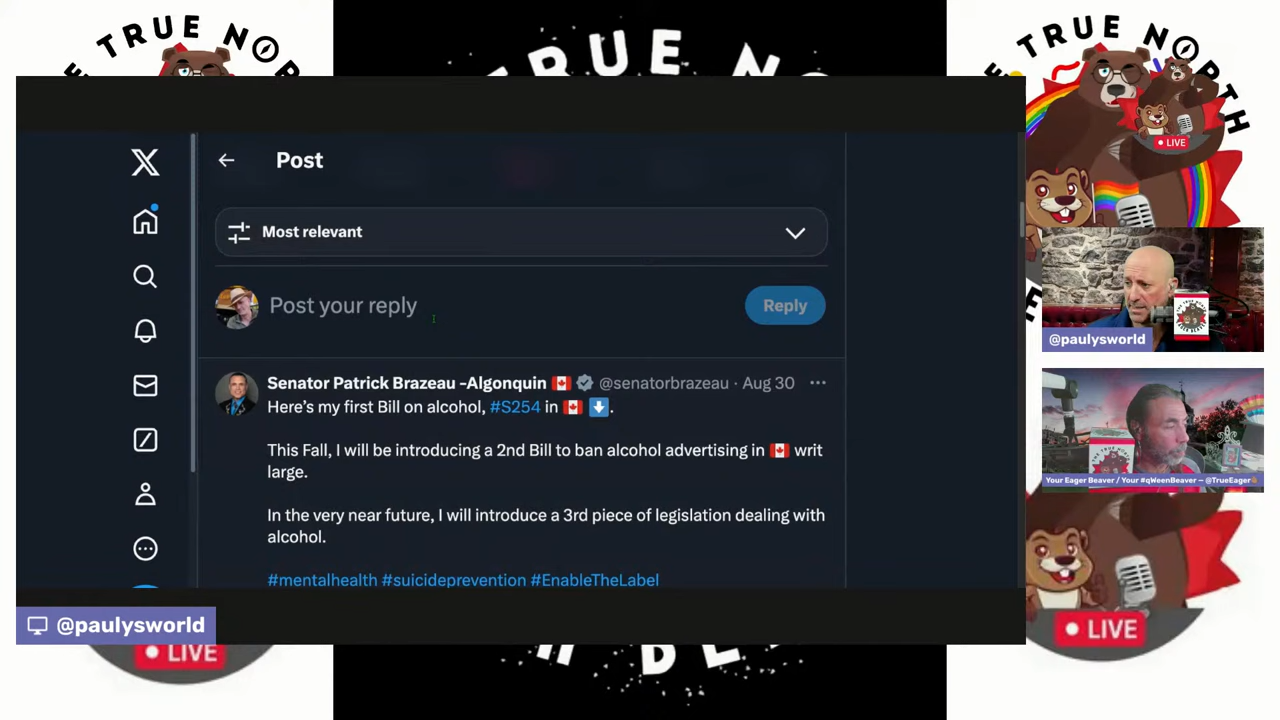 TRUE NO
TRUE NO
TRUE NORTH
LIVE
Post
Most relevant
Post your reply
Reply
Senator Patrick Brazeau -Algonquin 🇨🇦 @senatorbrazeau · Aug 30
Here's my first Bill on alcohol, #S254 in 🇨🇦 ⬇️.
This Fall, I will be introducing a 2nd Bill to ban alcohol advertising in 🇨🇦 writ
large.
In the very near future, I will introduce a 3rd piece of legislation dealing with
alcohol.
#mentalhealth #suicideprevention #EnableTheLabel
@paulysworld
Your Eager Beaver / Your #qWeenBeaver – @TrueEager
@paulysworld
LIVE
LIVE